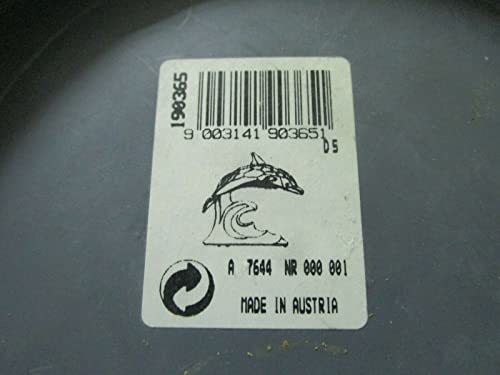 190365
9 003141 903651
D5
A 7644 NR 000 001
MADE IN AUSTRIA